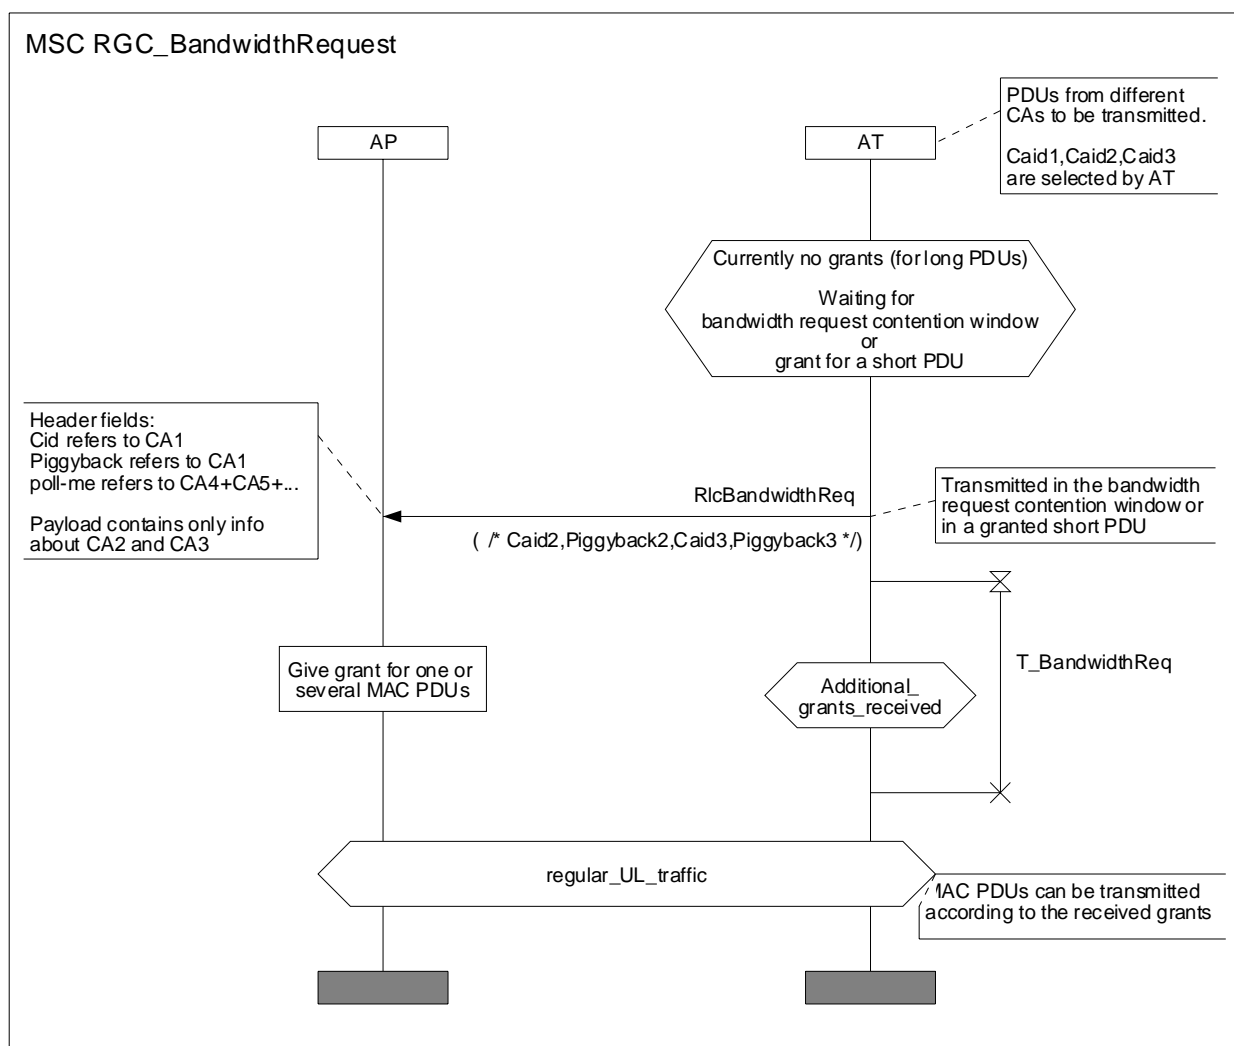 MSC RGC_BandwidthRequest
PDUs from different
CAs to be transmitted.
Caid1,Caid2,Caid3
are selected by AT
AP
AT
Currently no grants (for long PDUs)
Waiting for
bandwidth request contention window
or
grant for a short PDU
Header fields:
Cid refers to CA1
Piggyback refers to CA1
poll-me refers to CA4+CA5+...
Payload contains only info
about CA2 and CA3
RlcBandwidthReq
( /* Caid2,Piggyback2,Caid3,Piggyback3 */)
Transmitted in the bandwidth
request contention window or
in a granted short PDU
T_BandwidthReq
Give grant for one or
several MAC PDUs
Additional_
grants_received
regular_UL_traffic
MAC PDUs can be transmitted
according to the received grants